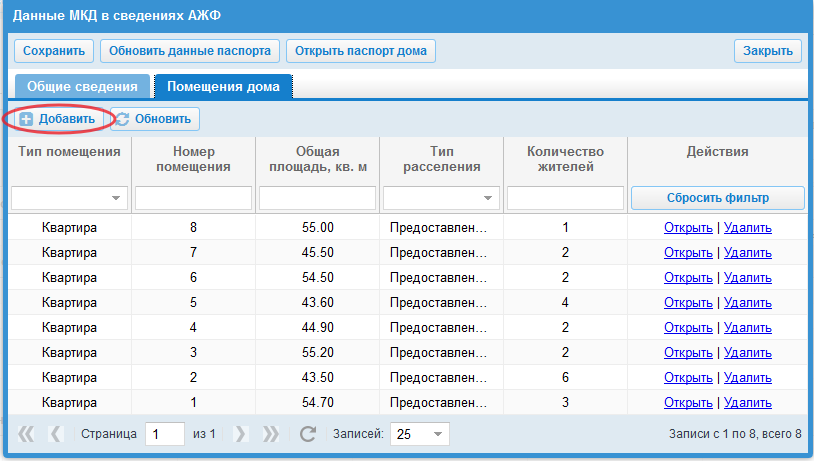 Данные МКД в сведениях АЖФ
Сохранить Обновить данные паспорта Открыть паспорт дома Закрыть
Общие сведения Помещения дома
Добавить Обновить
Тип помещения Номер помещения Общая площадь, кв. м Тип расселения Количество жителей Действия
Сбросить фильтр
Квартира 8 55.00 Предоставлен... 1 Открыть | Удалить
Квартира 7 45.50 Предоставлен... 2 Открыть | Удалить
Квартира 6 54.50 Предоставлен... 2 Открыть | Удалить
Квартира 5 43.60 Предоставлен... 4 Открыть | Удалить
Квартира 4 44.90 Предоставлен... 2 Открыть | Удалить
Квартира 3 55.20 Предоставлен... 2 Открыть | Удалить
Квартира 2 43.50 Предоставлен... 6 Открыть | Удалить
Квартира 1 54.70 Предоставлен... 3 Открыть | Удалить
Страница 1 из 1 Записей: 25 Записи с 1 по 8, всего 8